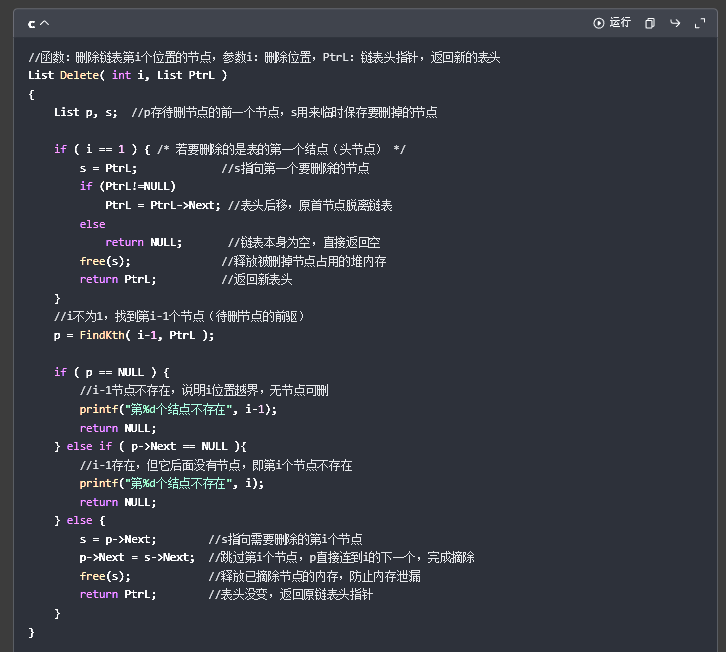 c
运行
//函数: 删除链表第i个位置的节点, 参数i: 删除位置, PtrL: 链表头指针, 返回新的表头
List Delete( int i, List PtrL )
{
    List p, s;  //p存待删节点的前一个节点, s用来临时保存要删掉的节点

    if ( i == 1 ) { /* 若要删除的是表的第一个结点（头节点） */
        s = PtrL;             //s指向第一个要删除的节点
        if (PtrL!=NULL)
            PtrL = PtrL->Next; //表头后移, 原首节点脱离链表
        else
            return NULL;       //链表本身为空, 直接返回空
        free(s);              //释放被删掉节点占用的堆内存
        return PtrL;          //返回新表头
    }
    //i不为1, 找到第i-1个节点（待删节点的前驱）
    p = FindKth( i-1, PtrL );

    if ( p == NULL ) {
        //i-1节点不存在, 说明i位置越界, 无节点可删
        printf("第%d个结点不存在", i-1);
        return NULL;
    } else if ( p->Next == NULL ){
        //i-1存在, 但它后面没有节点, 即第i个节点不存在
        printf("第%d个结点不存在", i);
        return NULL;
    } else {
        s = p->Next;        //s指向需要删除的第i个节点
        p->Next = s->Next;  //跳过第i个节点, p直接连到i的下一个, 完成摘除
        free(s);            //释放已摘除节点的内存, 防止内存泄漏
        return PtrL;        //表头没变, 返回原链表头指针
    }
}